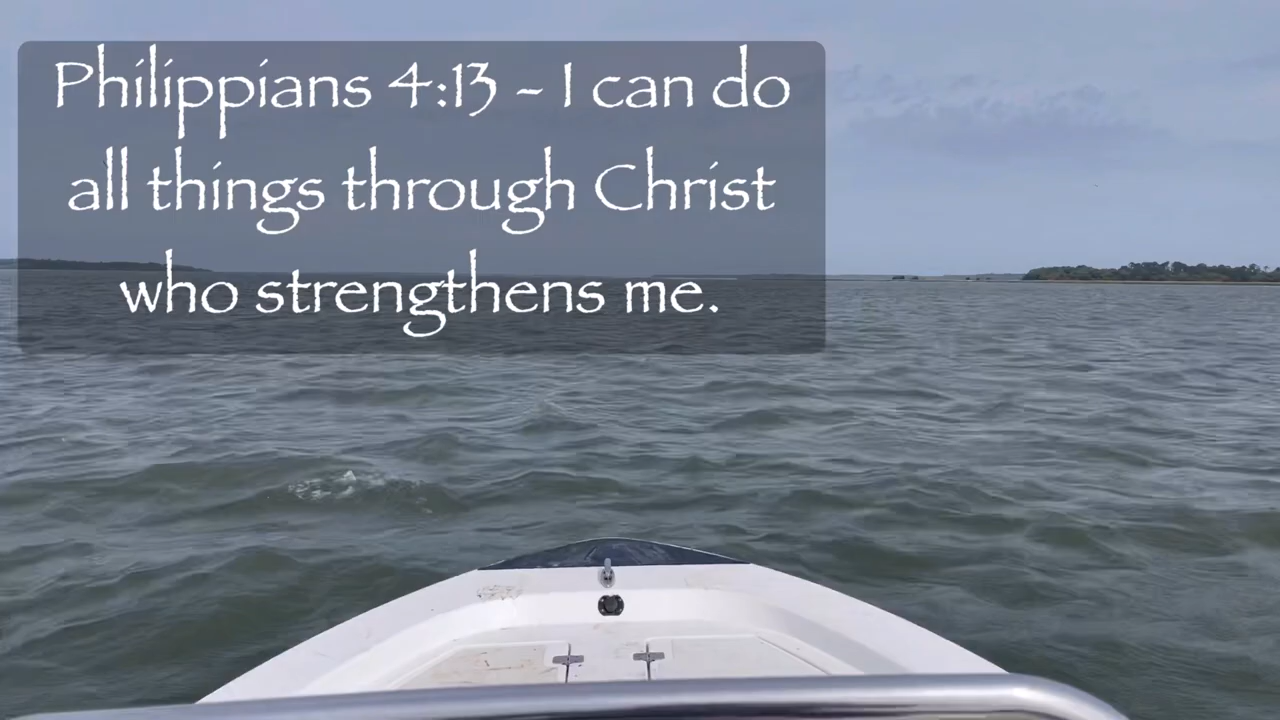 Philippians 4:13 - I can do
all things through Christ
who strengthens me.